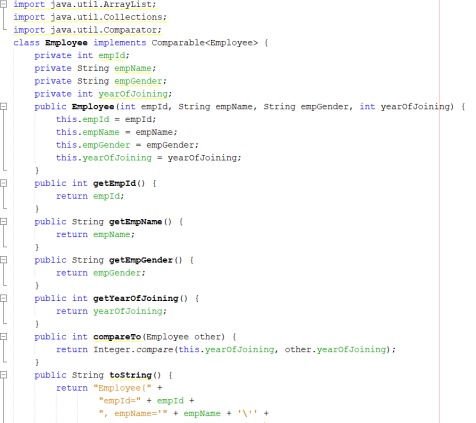 import java.util.ArrayList;
import java.util.Collections;
import java.util.Comparator;
class Employee implements Comparable<Employee> {
    private int empId;
    private String empName;
    private String empGender;
    private int yearOfJoining;
    public Employee(int empId, String empName, String empGender, int yearOfJoining) {
        this.empId = empId;
        this.empName = empName;
        this.empGender = empGender;
        this.yearOfJoining = yearOfJoining;
    }
    public int getEmpId() {
        return empId;
    }
    public String getEmpName() {
        return empName;
    }
    public String getEmpGender() {
        return empGender;
    }
    public int getYearOfJoining() {
        return yearOfJoining;
    }
    public int compareTo(Employee other) {
        return Integer.compare(this.yearOfJoining, other.yearOfJoining);
    }
    public String toString() {
        return "Employee{" +
                "empId=" + empId +
                ", empName='" + empName + '\'' +